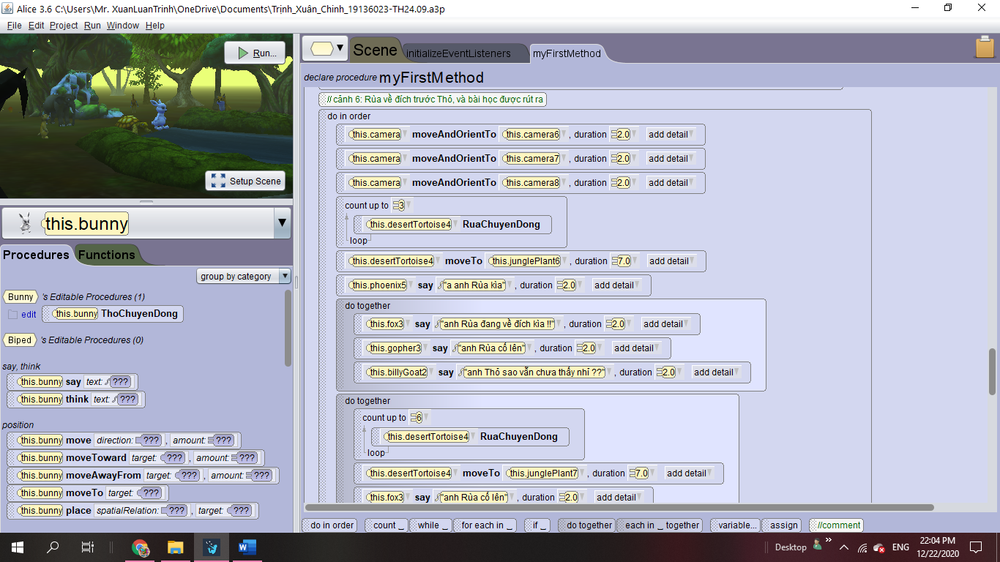 Alice 3.6 C:\Users\Mr. XuanLuanTrinh\OneDrive\Documents\Trịnh_Xuân_Chinh_19136023-TH24.09.a3p
File Edit Project Run Window Help
Run...
Setup Scene
this.bunny
Procedures Functions
group by category
Bunny 's Editable Procedures (1)
edit this.bunny ThoChuyenDong
Biped 's Editable Procedures (0)
say, think
this.bunny say text: ???
this.bunny think text: ???
position
this.bunny move direction: ???, amount: ???
this.bunny moveToward target: ???, amount: ???
this.bunny moveAwayFrom target: ???, amount: ???
this.bunny moveTo target: ???
this.bunny place spatialRelation: ???, target: ???
Scene initializeEventListeners myFirstMethod
declare procedure myFirstMethod
// cảnh 6: Rùa về đích trước Thỏ, và bài học được rút ra
do in order
this.camera moveAndOrientTo this.camera6, duration 2.0 add detail
this.camera moveAndOrientTo this.camera7, duration 2.0 add detail
this.camera moveAndOrientTo this.camera8, duration 2.0 add detail
count up to 3
this.desertTortoise4 RuaChuyenDong
loop
this.desertTortoise4 moveTo this.junglePlant6, duration 7.0 add detail
this.phoenix5 say "a anh Rùa kìa", duration 2.0 add detail
do together
this.fox3 say "anh Rùa đang về đích kìa !!", duration 2.0 add detail
this.gopher3 say "anh Rùa cố lên", duration 2.0 add detail
this.billyGoat2 say "anh Thỏ sao vẫn chưa thấy nhỉ ??", duration 2.0 add detail
do together
count up to 6
this.desertTortoise4 RuaChuyenDong
loop
this.desertTortoise4 moveTo this.junglePlant7, duration 7.0 add detail
this.fox3 say "anh Rùa cố lên", duration 2.0 add detail
do in order count _ while _ for each in _ if _ do together each in _ together variable... assign //comment
Desktop » ENG 22:04 PM
12/22/2020